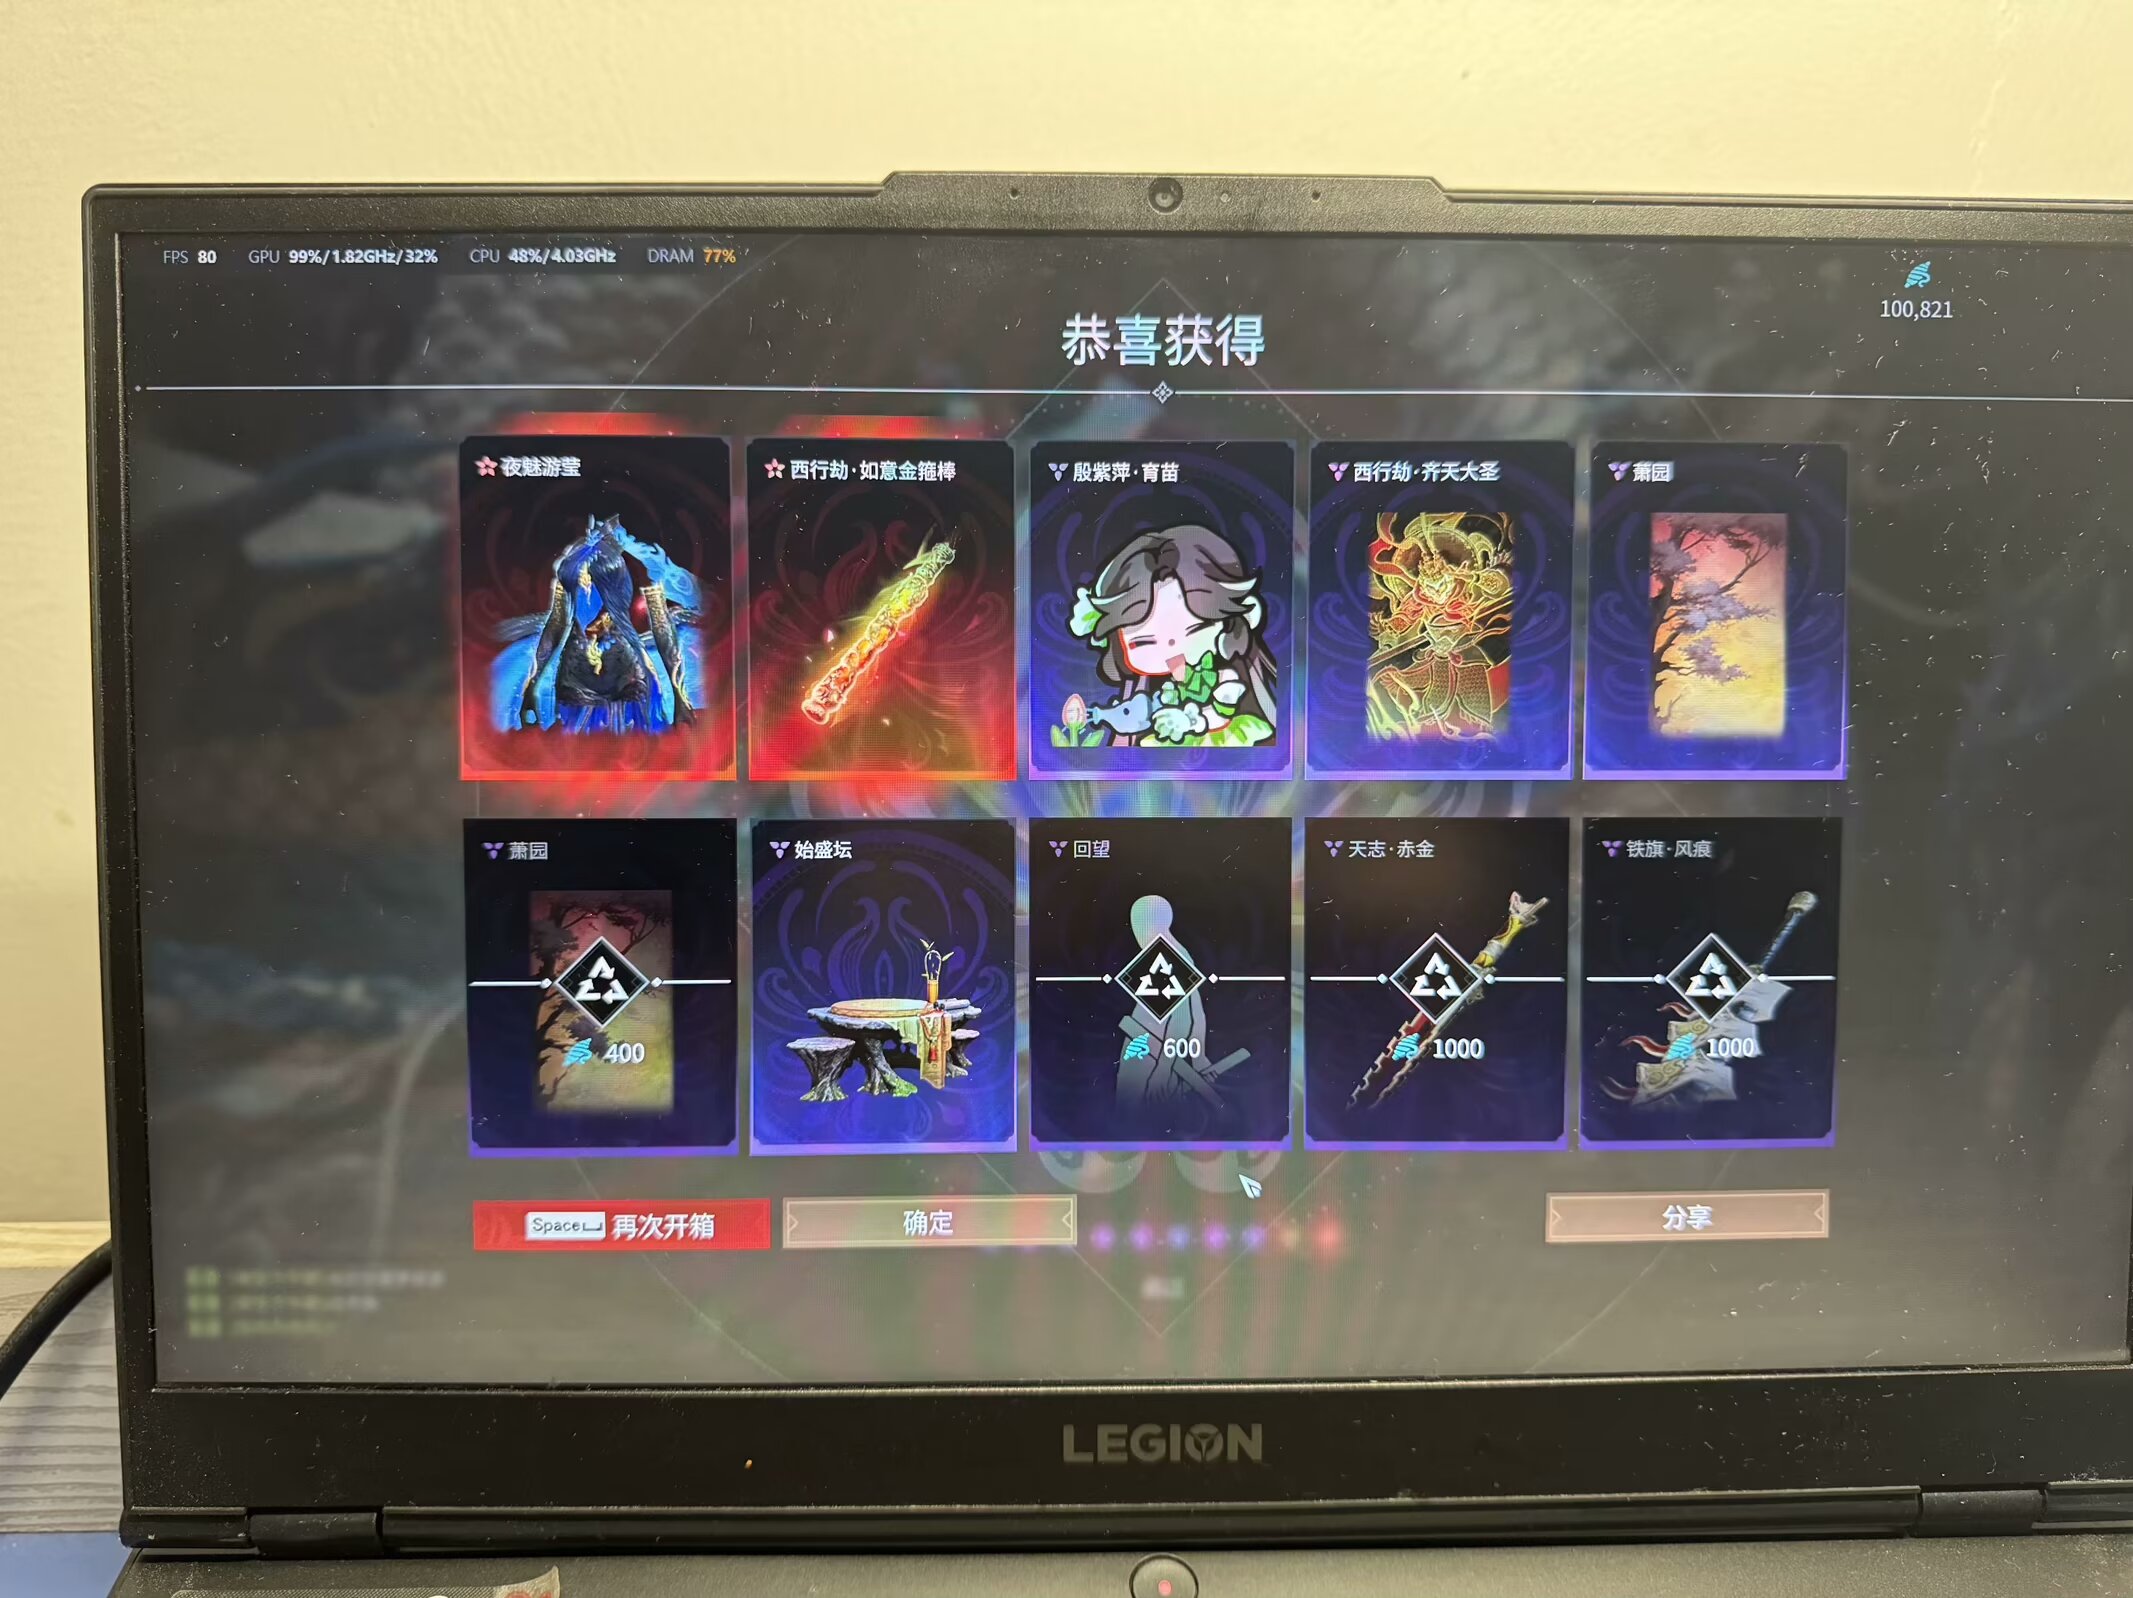 FPS 80 GPU 99%/1.82GHz/32% CPU 48%/4.03GHz DRAM 77%
100,821
恭喜获得
夜魅游莹
西行劫·如意金箍棒
殷紫萍·育苗
西行劫·齐天大圣
萧园
萧园
始盛坛
回望
天志·赤金
铁旗·风痕
400
600
1000
1000
Space 再次开箱
确定
分享
LEGION